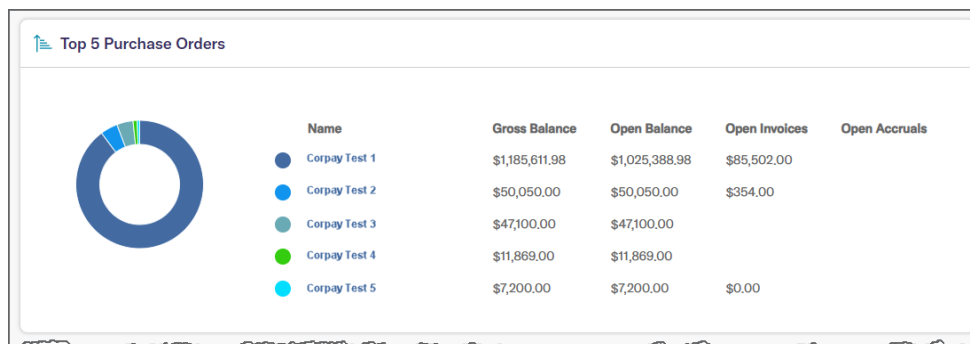 Top 5 Purchase Orders
Name Gross Balance Open Balance Open Invoices Open Accruals
Corpay Test 1 $1,185,611.98 $1,025,388.98 $85,502.00
Corpay Test 2 $50,050.00 $50,050.00 $354.00
Corpay Test 3 $47,100.00 $47,100.00
Corpay Test 4 $11,869.00 $11,869.00
Corpay Test 5 $7,200.00 $7,200.00 $0.00